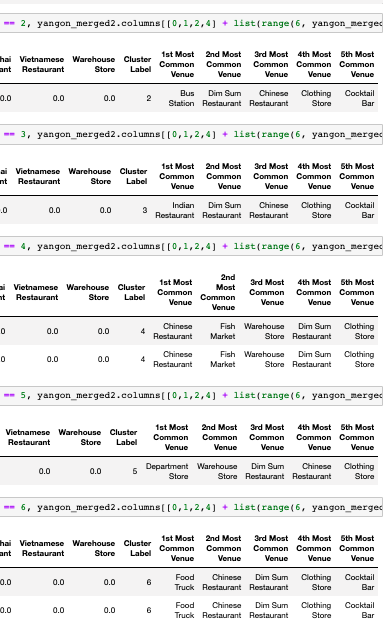 == 2, yangon_merged2.columns[[0,1,2,4] + list(range(6, yangon_merged
hai Vietnamese Warehouse Cluster 1st Most 2nd Most 3rd Most 4th Most 5th Most
ant Restaurant Store Label Common Common Common Common Common
Venue Venue Venue Venue Venue
0.0 0.0 0.0 2 Bus Station Dim Sum Restaurant Chinese Restaurant Clothing Store Cocktail Bar
== 3, yangon_merged2.columns[[0,1,2,4] + list(range(6, yangon_merged
ai Vietnamese Warehouse Cluster 1st Most 2nd Most 3rd Most 4th Most 5th Most
nt Restaurant Store Label Common Common Common Common Common
Venue Venue Venue Venue Venue
0.0 0.0 0.0 3 Indian Restaurant Dim Sum Restaurant Chinese Restaurant Clothing Store Cocktail Bar
== 4, yangon_merged2.columns[[0,1,2,4] + list(range(6, yangon_merged
ai Vietnamese Restaurant Warehouse Store Cluster Label 1st Most Common Venue 2nd Most Common Venue 3rd Most Common Venue 4th Most Common Venue 5th Most Common Venue
.0 0.0 0.0 4 Chinese Restaurant Fish Market Warehouse Store Dim Sum Restaurant Clothing Store
.0 0.0 0.0 4 Chinese Restaurant Fish Market Warehouse Store Dim Sum Restaurant Clothing Store
== 5, yangon_merged2.columns[[0,1,2,4] + list(range(6, yangon_merged
Vietnamese Warehouse Cluster 1st Most 2nd Most 3rd Most 4th Most 5th Most
Restaurant Store Label Common Common Common Common Common
Venue Venue Venue Venue Venue
0.0 0.0 5 Department Store Warehouse Store Dim Sum Restaurant Chinese Restaurant Clothing Store
== 6, yangon_merged2.columns[[0,1,2,4] + list(range(6, yangon_merged
hai Vietnamese Warehouse Cluster 1st Most 2nd Most 3rd Most 4th Most 5th Most
ant Restaurant Store Label Common Common Common Common Common
Venue Venue Venue Venue Venue
0.0 0.0 0.0 6 Food Truck Chinese Restaurant Dim Sum Restaurant Clothing Store Cocktail Bar
0.0 0.0 0.0 6 Food Truck Chinese Restaurant Dim Sum Restaurant Clothing Store Cocktail Bar